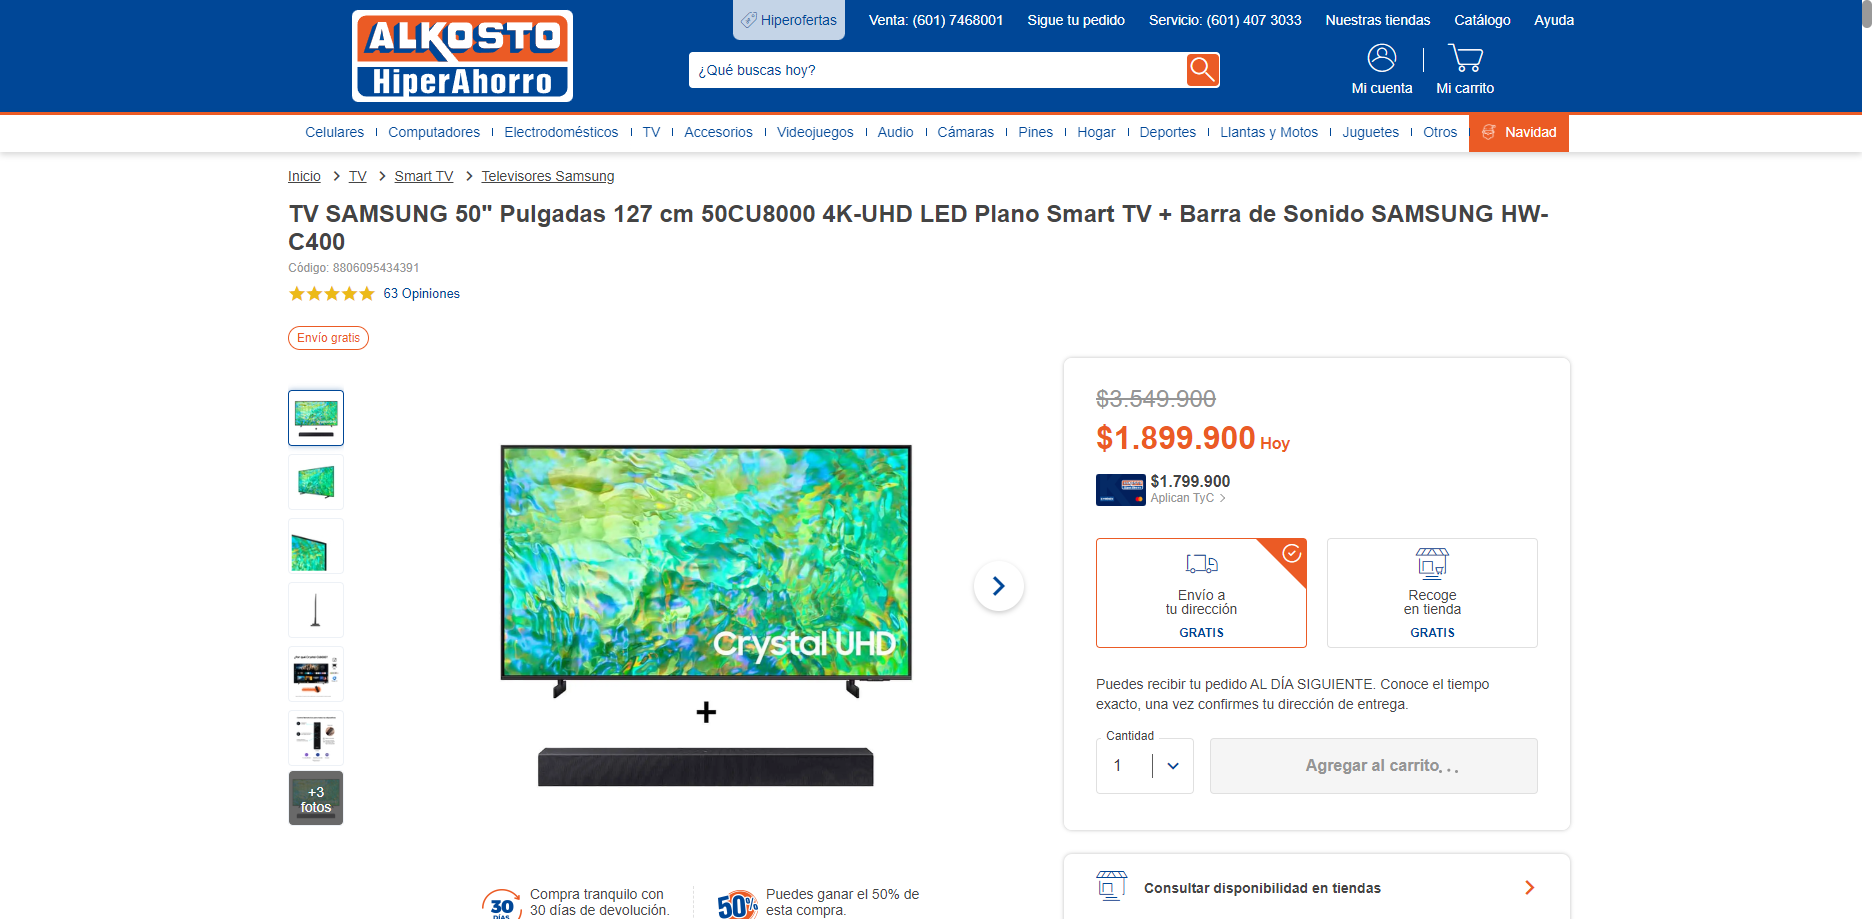 ALKOSTO
HiperAhorro
Hiperofertas
Venta: (601) 7468001
Sigue tu pedido
Servicio: (601) 407 3033
Nuestras tiendas
Catálogo
Ayuda
¿Qué buscas hoy?
Mi cuenta
Mi carrito
Celulares
Computadores
Electrodomésticos
TV
Accesorios
Videojuegos
Audio
Cámaras
Pines
Hogar
Deportes
Llantas y Motos
Juguetes
Otros
Navidad
Inicio > TV > Smart TV > Televisores Samsung
TV SAMSUNG 50" Pulgadas 127 cm 50CU8000 4K-UHD LED Plano Smart TV + Barra de Sonido SAMSUNG HW-
C400
Código: 8806095434391
63 Opiniones
Envío gratis
+3
fotos
Crystal UHD
+
$3.549.900
$1.899.900 Hoy
$1.799.900
Aplican TyC >
Envío a
tu dirección
GRATIS
Recoge
en tienda
GRATIS
Puedes recibir tu pedido AL DÍA SIGUIENTE. Conoce el tiempo
exacto, una vez confirmes tu dirección de entrega.
Cantidad
1
Agregar al carrito...
Consultar disponibilidad en tiendas
30
DÍAS
Compra tranquilo con
30 días de devolución.
50%
Puedes ganar el 50% de
esta compra.